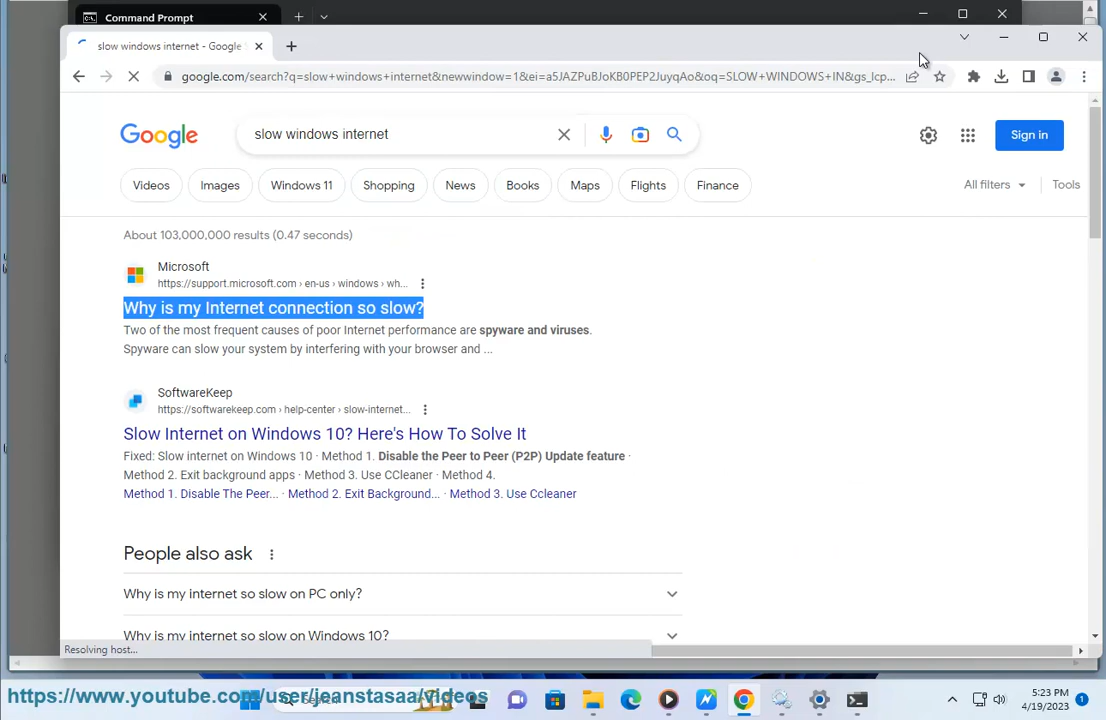 Command Prompt
slow windows internet - Google
google.com/search?q=slow+windows+internet&newwindow=1&ei=a5JAZPuBJoKB0PEP2JuyqAo&oq=SLOW+WINDOWS+IN&gs_lcp...
Google
slow windows internet
Sign in
Videos
Images
Windows 11
Shopping
News
Books
Maps
Flights
Finance
All filters
Tools
About 103,000,000 results (0.47 seconds)
Microsoft
https://support.microsoft.com › en-us › windows › wh...
Why is my Internet connection so slow?
Two of the most frequent causes of poor Internet performance are spyware and viruses.
Spyware can slow your system by interfering with your browser and ...
SoftwareKeep
https://softwarekeep.com › help-center › slow-internet...
Slow Internet on Windows 10? Here's How To Solve It
Fixed: Slow internet on Windows 10 · Method 1. Disable the Peer to Peer (P2P) Update feature ·
Method 2. Exit background apps · Method 3. Use CCleaner · Method 4.
Method 1. Disable The Peer... · Method 2. Exit Background... · Method 3. Use Ccleaner
People also ask
Why is my internet so slow on PC only?
Why is my internet so slow on Windows 10?
Resolving host...
https://www.youtube.com/user/jeanstasaa/videos
Search
5:23 PM
4/19/2023
1